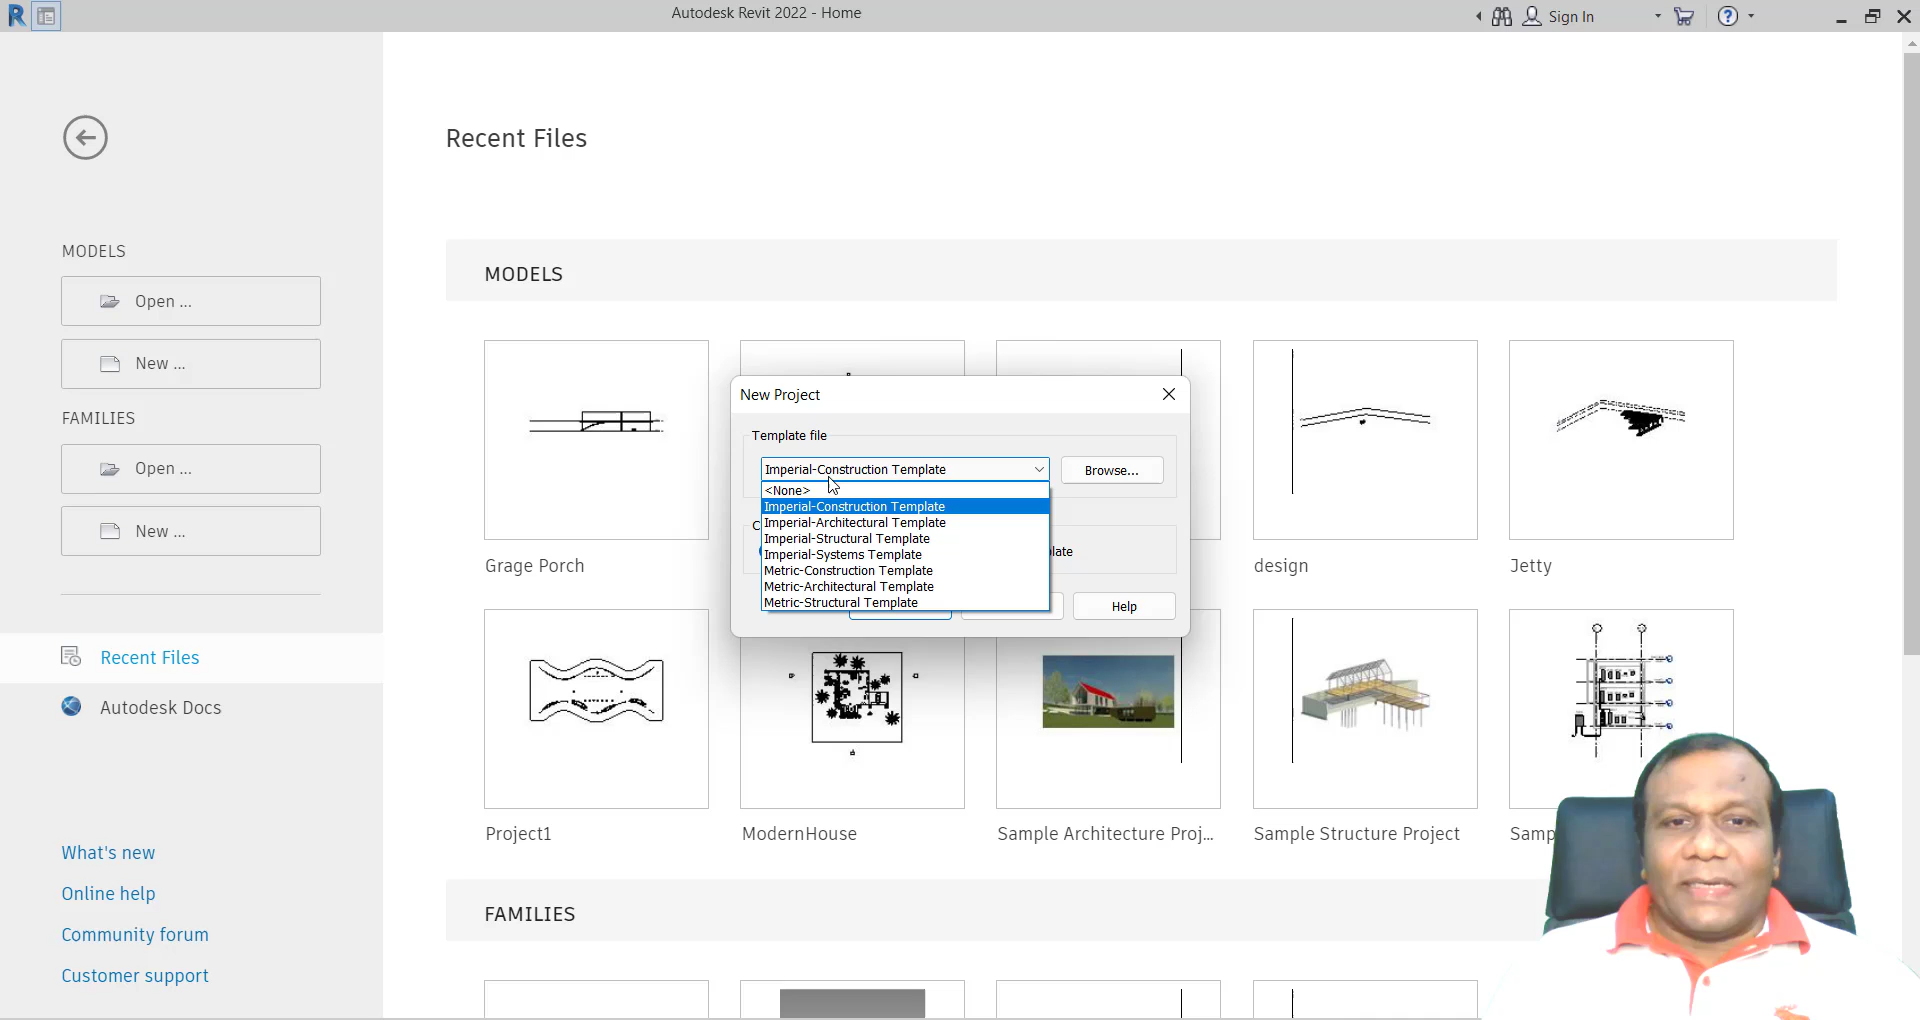 Autodesk Revit 2022 - Home
Sign In
Recent Files
MODELS
Open ...
New ...
FAMILIES
Open ...
New ...
Recent Files
Autodesk Docs
What's new
Online help
Community forum
Customer support
MODELS
Grage Porch
design
Jetty
Project1
ModernHouse
Sample Architecture Proj...
Sample Structure Project
Samp
FAMILIES
New Project
Template file
Imperial-Construction Template
Browse...
<None>
Imperial-Construction Template
Imperial-Architectural Template
Imperial-Structural Template
Imperial-Systems Template
Metric-Construction Template
Metric-Architectural Template
Metric-Structural Template
C
late
Help